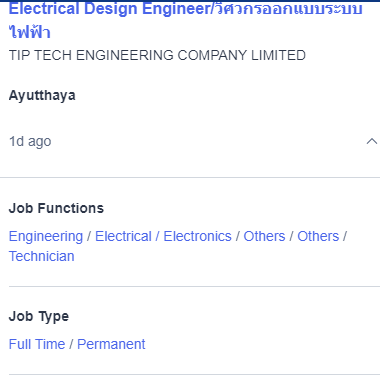 Electrical Design Engineer/วิศวกรออกแบบระบบ
ไฟฟ้า
TIP TECH ENGINEERING COMPANY LIMITED
Ayutthaya
1d ago
Job Functions
Engineering / Electrical / Electronics / Others / Others /
Technician
Job Type
Full Time / Permanent